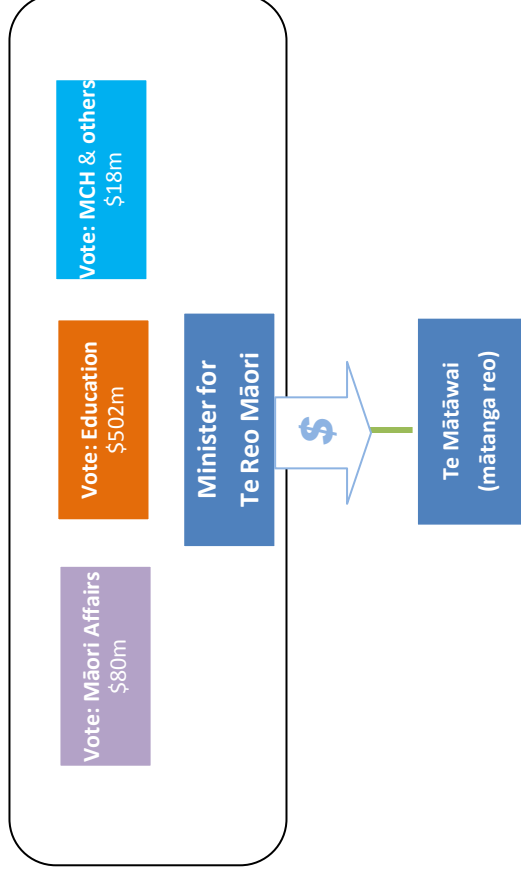 Vote: Māori Affairs
$80m
Vote: Education
$502m
Vote: MCH & others
$18m
Minister for
Te Reo Māori
$
Te Mātāwai
(mātanga reo)